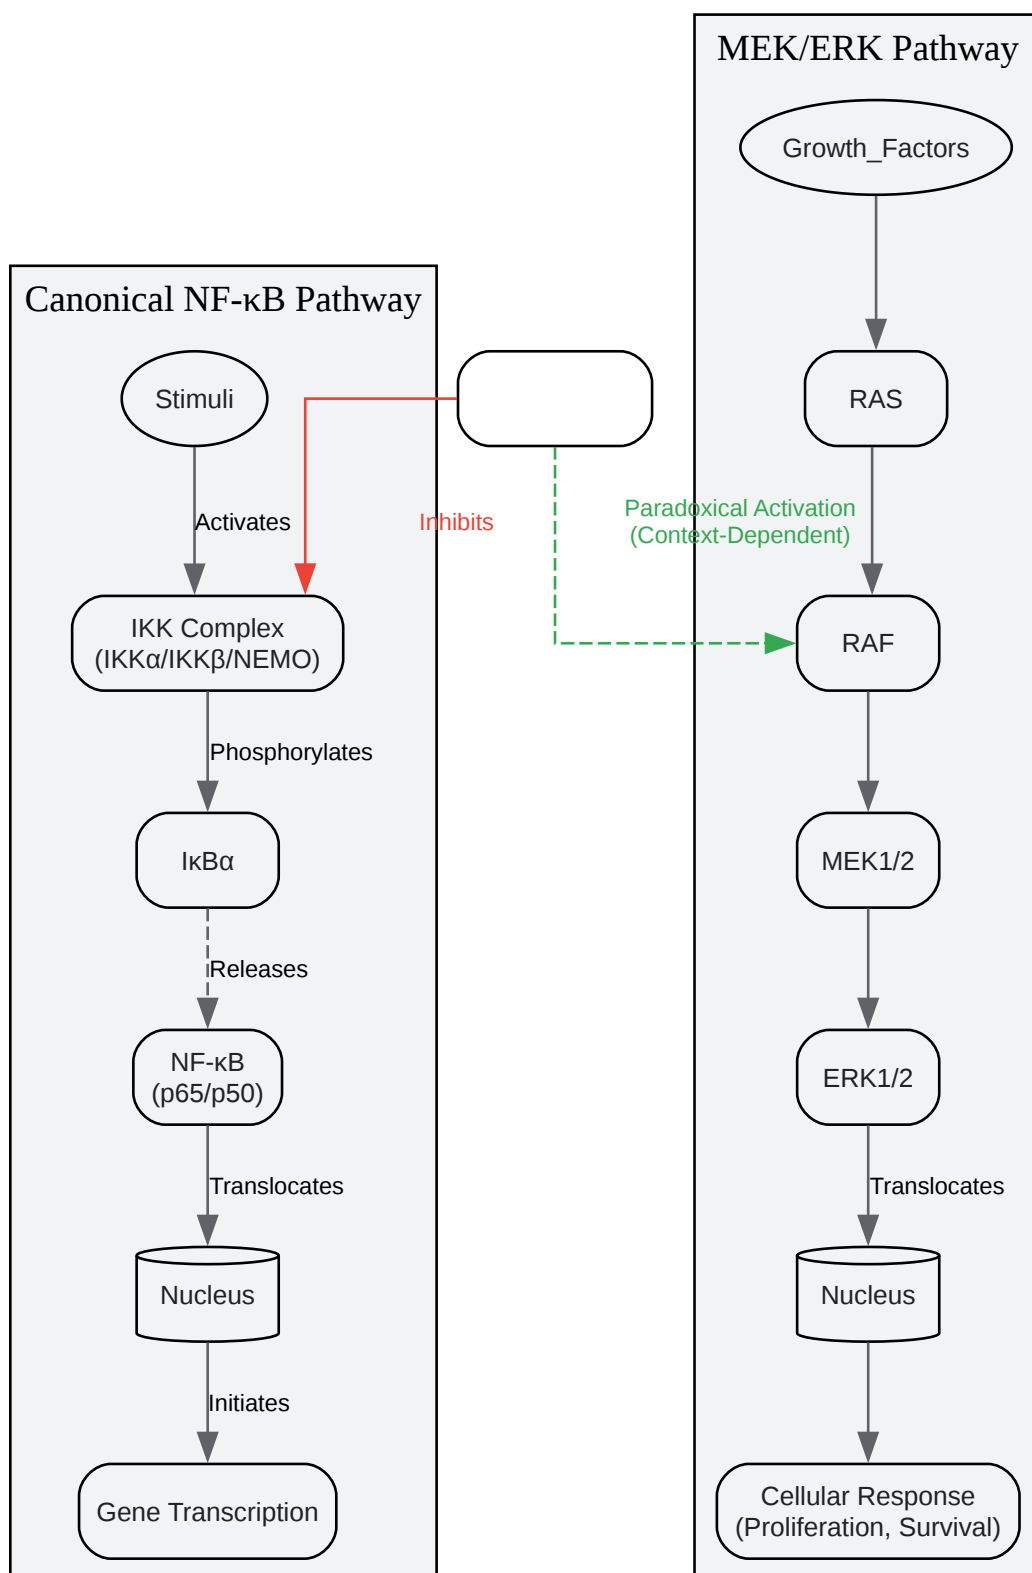 MEK/ERK Pathway
Growth_Factors
Canonical NF-κB Pathway
Stimuli
RAS
Activates
Inhibits
Paradoxical Activation
(Context-Dependent)
IKK Complex
(IKKα/IKKβ/NEMO)
RAF
Phosphorylates
IκBα
MEK1/2
Releases
NF-κB
(p65/p50)
ERK1/2
Translocates
Translocates
Nucleus
Nucleus
Initiates
Gene Transcription
Cellular Response
(Proliferation, Survival)